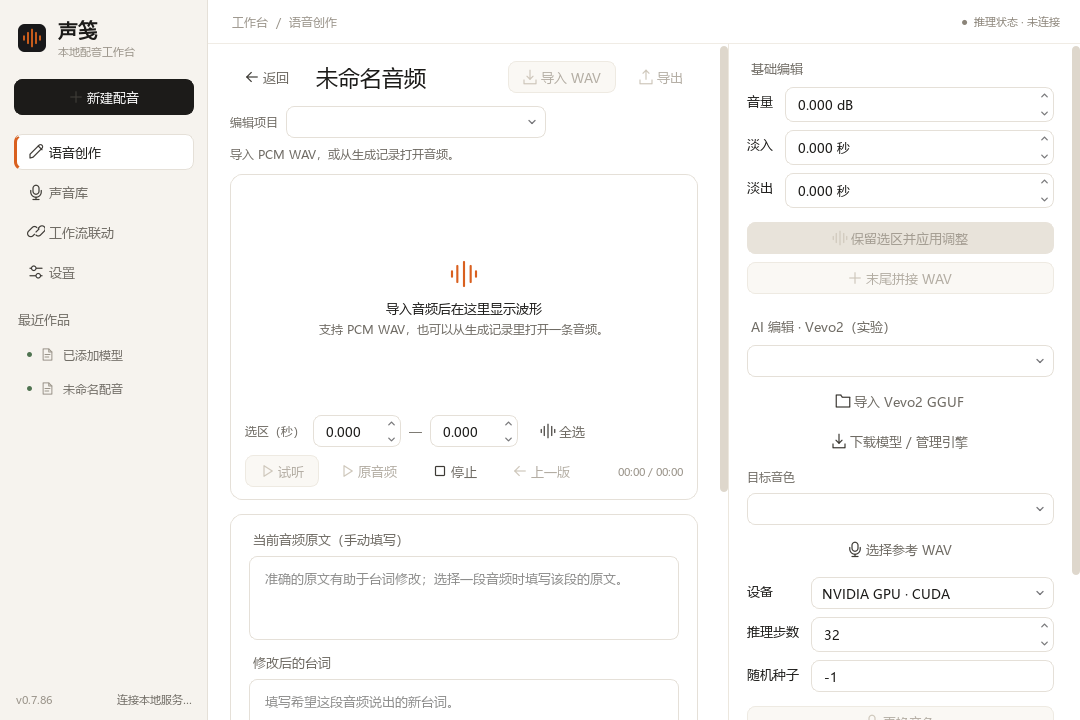 声笺
本地配音工作台
新建配音
语音创作
声音库
工作流联动
设置
最近作品
已添加模型
未命名配音
v0.7.86
连接本地服务...
工作台 / 语音创作
推理状态 · 未连接
返回
未命名音频
导入 WAV
导出
编辑项目
导入 PCM WAV，或从生成记录打开音频。
导入音频后在这里显示波形
支持 PCM WAV，也可以从生成记录里打开一条音频。
选区（秒）
0.000
—
0.000
全选
试听
原音频
停止
上一版
00:00 / 00:00
当前音频原文（手动填写）
准确的原文有助于台词修改；选择一段音频时填写该段的原文。
修改后的台词
填写希望这段音频说出的新台词。
基础编辑
音量
0.000 dB
淡入
0.000 秒
淡出
0.000 秒
保留选区并应用调整
末尾拼接 WAV
AI 编辑 · Vevo2（实验）
导入 Vevo2 GGUF
下载模型 / 管理引擎
目标音色
选择参考 WAV
设备
NVIDIA GPU · CUDA
推理步数
32
随机种子
-1